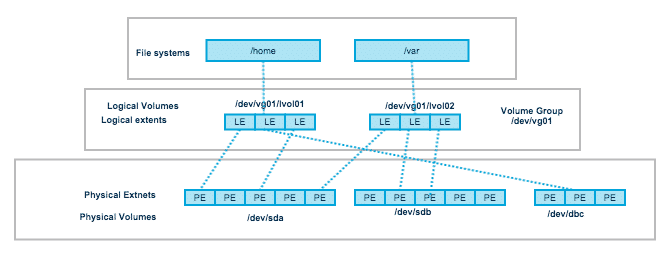 File systems /home /var
Logical Volumes /dev/vg01/lvol01 /dev/vg01/lvol02 Volume Group
Logical extents LE LE LE LE LE LE /dev/vg01
Physical Extnets PE PE PE PE PE PE PE PE PE PE PE PE PE
Physical Volumes /dev/sda /dev/sdb /dev/dbc